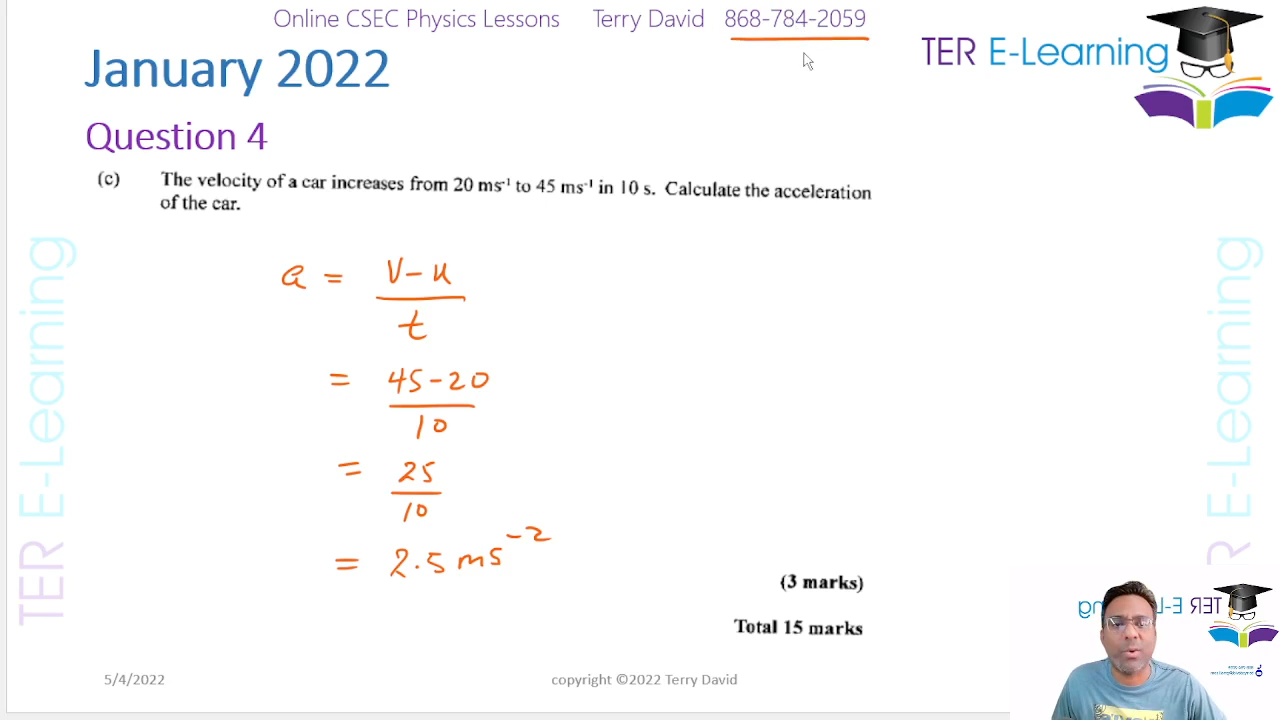 Online CSEC Physics Lessons Terry David 868-784-2059
TER E-Learning
January 2022
Question 4
(c) The velocity of a car increases from 20 ms⁻¹ to 45 ms⁻¹ in 10 s. Calculate the acceleration
of the car.
a = V-u
t
= 45-20
10
= 25
10
= 2.5 ms⁻²
(3 marks)
Total 15 marks
TER E-Learning
TER E-Learning
TER E-L
5/4/2022
copyright ©2022 Terry David